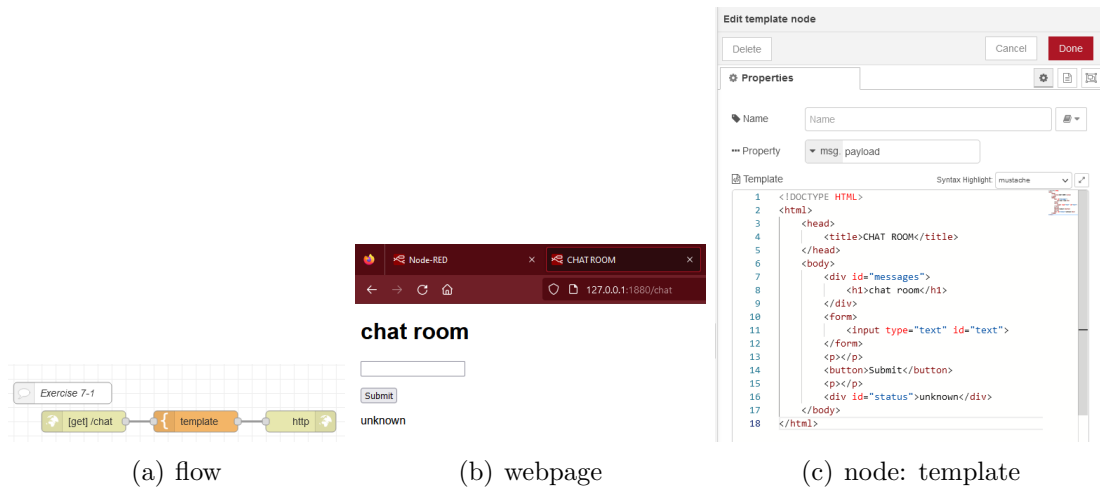 Exercise 7-1
[get] /chat
{
template
http
(a) flow
Node-RED
×
CHAT ROOM
×
127.0.0.1:1880/chat
chat room
Submit
unknown
(b) webpage
Edit template node
Delete
Cancel
Done
Properties
Name
Name
Property
msg. payload
Template
Syntax Highlight: mustache
1 <!DOCTYPE HTML>
2 <html>
3 <head>
4 <title>CHAT ROOM</title>
5 </head>
6 <body>
7 <div id="messages">
8 <h1>chat room</h1>
9 </div>
10 <form>
11 <input type="text" id="text">
12 </form>
13 <p></p>
14 <button>Submit</button>
15 <p></p>
16 <div id="status">unknown</div>
17 </body>
18 </html>
(c) node: template